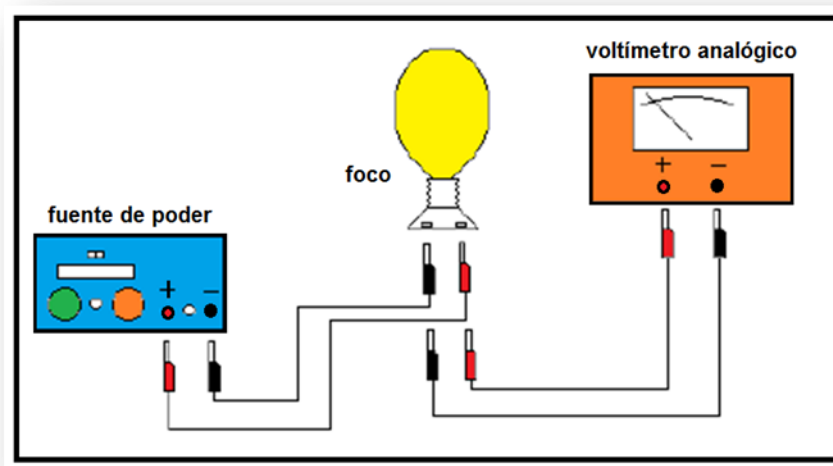 voltímetro analógico
foco
fuente de poder
+ −
+ −